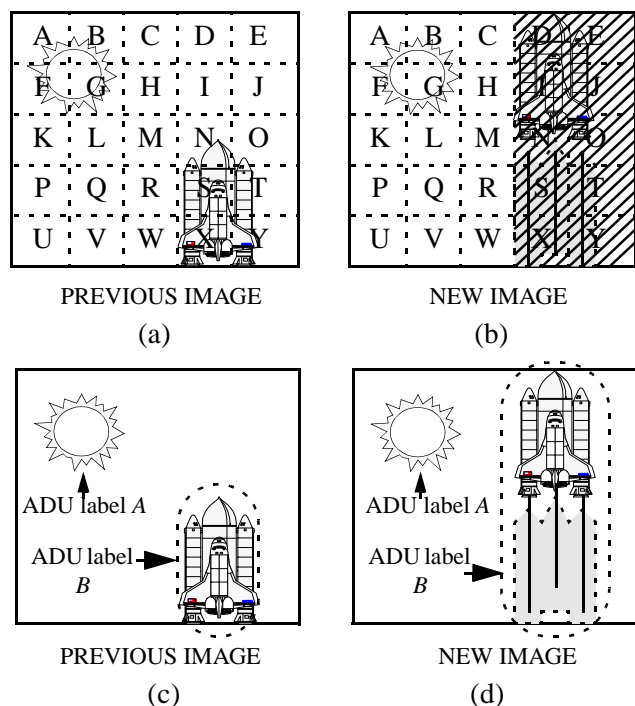 A B C D E
F G H I J
K L M N O
P Q R S T
U V W X Y
PREVIOUS IMAGE
(a)
A B C D E
F G H I J
K L M N O
P Q R S T
U V W X Y
NEW IMAGE
(b)
ADU label A
ADU label
B
PREVIOUS IMAGE
(c)
ADU label A
ADU label
B
NEW IMAGE
(d)